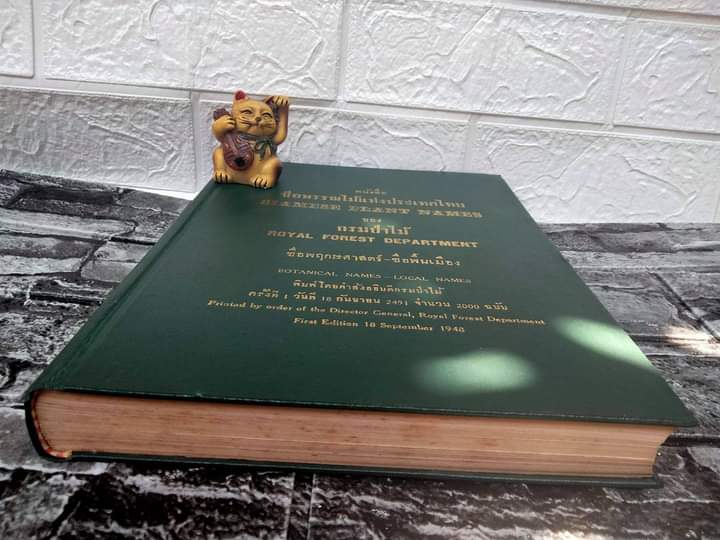 หนังสือ
ชื่อพรรณไม้แห่งประเทศไทย
SIAMESE PLANT NAMES
ของ
กรมป่าไม้
ROYAL FOREST DEPARTMENT
ชื่อพฤกษศาสตร์-ชื่อพื้นเมือง
BOTANICAL NAMES - LOCAL NAMES
พิมพ์โดยคำสั่งอธิบดีกรมป่าไม้
ครั้งที่ 1 วันที่ 18 กันยายน 2491 จำนวน 2000 ฉบับ
Printed by order of the Director General, Royal Forest Department
First Edition 18 September 1948